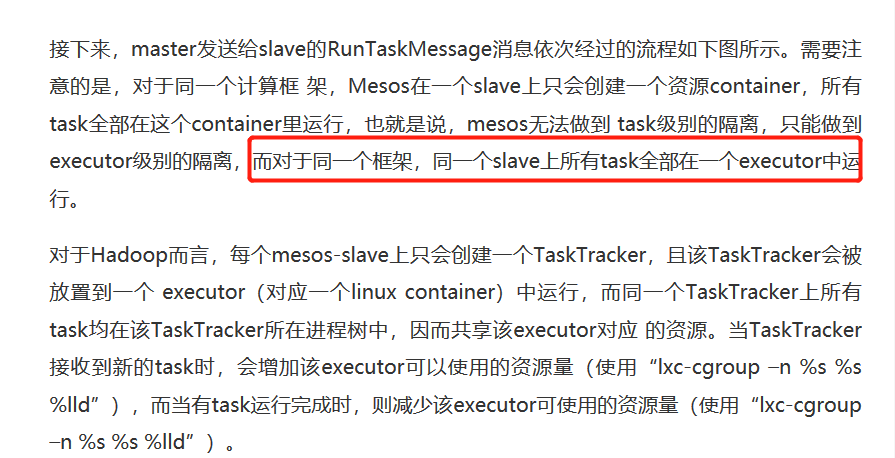 接下来，master发送给slave的RunTaskMessage消息依次经过的流程如下图所示。需要注
意的是，对于同一个计算框 架，Mesos在一个slave上只会创建一个资源container，所有
task全部在这个container里运行，也就是说，mesos无法做到 task级别的隔离，只能做到
executor级别的隔离，而对于同一个框架，同一个slave上所有task全部在一个executor中运
行。
对于Hadoop而言，每个mesos-slave上只会创建一个TaskTracker，且该TaskTracker会被
放置到一个 executor（对应一个linux container）中运行，而同一个TaskTracker上所有
task均在该TaskTracker所在进程树中，因而共享该executor对应 的资源。当TaskTracker
接收到新的task时，会增加该executor可以使用的资源量（使用“lxc-cgroup –n %s %s
%lld”），而当有task运行完成时，则减少该executor可使用的资源量（使用“lxc-cgroup
–n %s %s %lld”）。